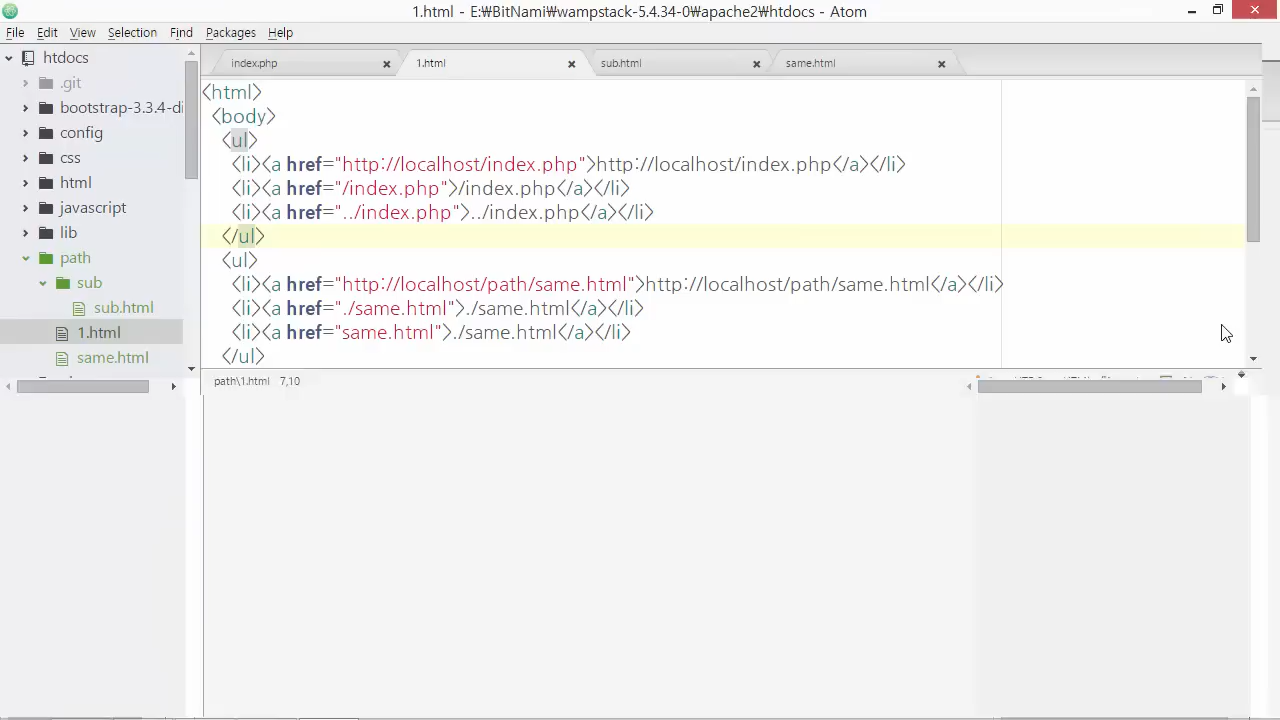 1.html - E:₩BitNami₩wampstack-5.4.34-0₩apache2₩htdocs - Atom
File Edit View Selection Find Packages Help
htdocs
.git
bootstrap-3.3.4-di
config
css
html
javascript
lib
path
sub
sub.html
1.html
same.html
index.php 1.html sub.html same.html
<html>
<body>
<ul>
<li><a href="http://localhost/index.php">http://localhost/index.php</a></li>
<li><a href="/index.php">/index.php</a></li>
<li><a href="../index.php">../index.php</a></li>
</ul>
<ul>
<li><a href="http://localhost/path/same.html">http://localhost/path/same.html</a></li>
<li><a href="./same.html">./same.html</a></li>
<li><a href="same.html">./same.html</a></li>
</ul>
path\1.html 7,10